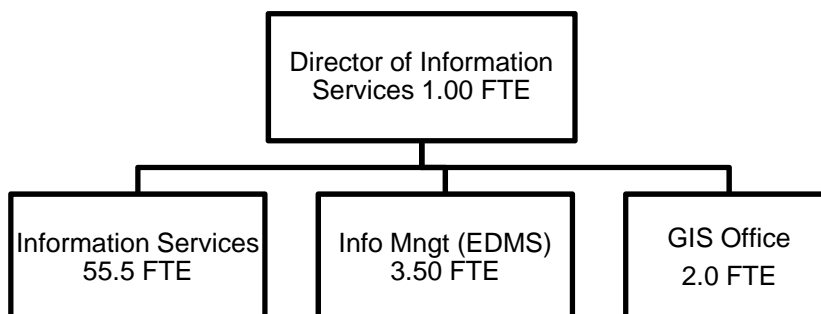 Director of Information
Services 1.00 FTE
Information Services
55.5 FTE
Info Mngt (EDMS)
3.50 FTE
GIS Office
2.0 FTE